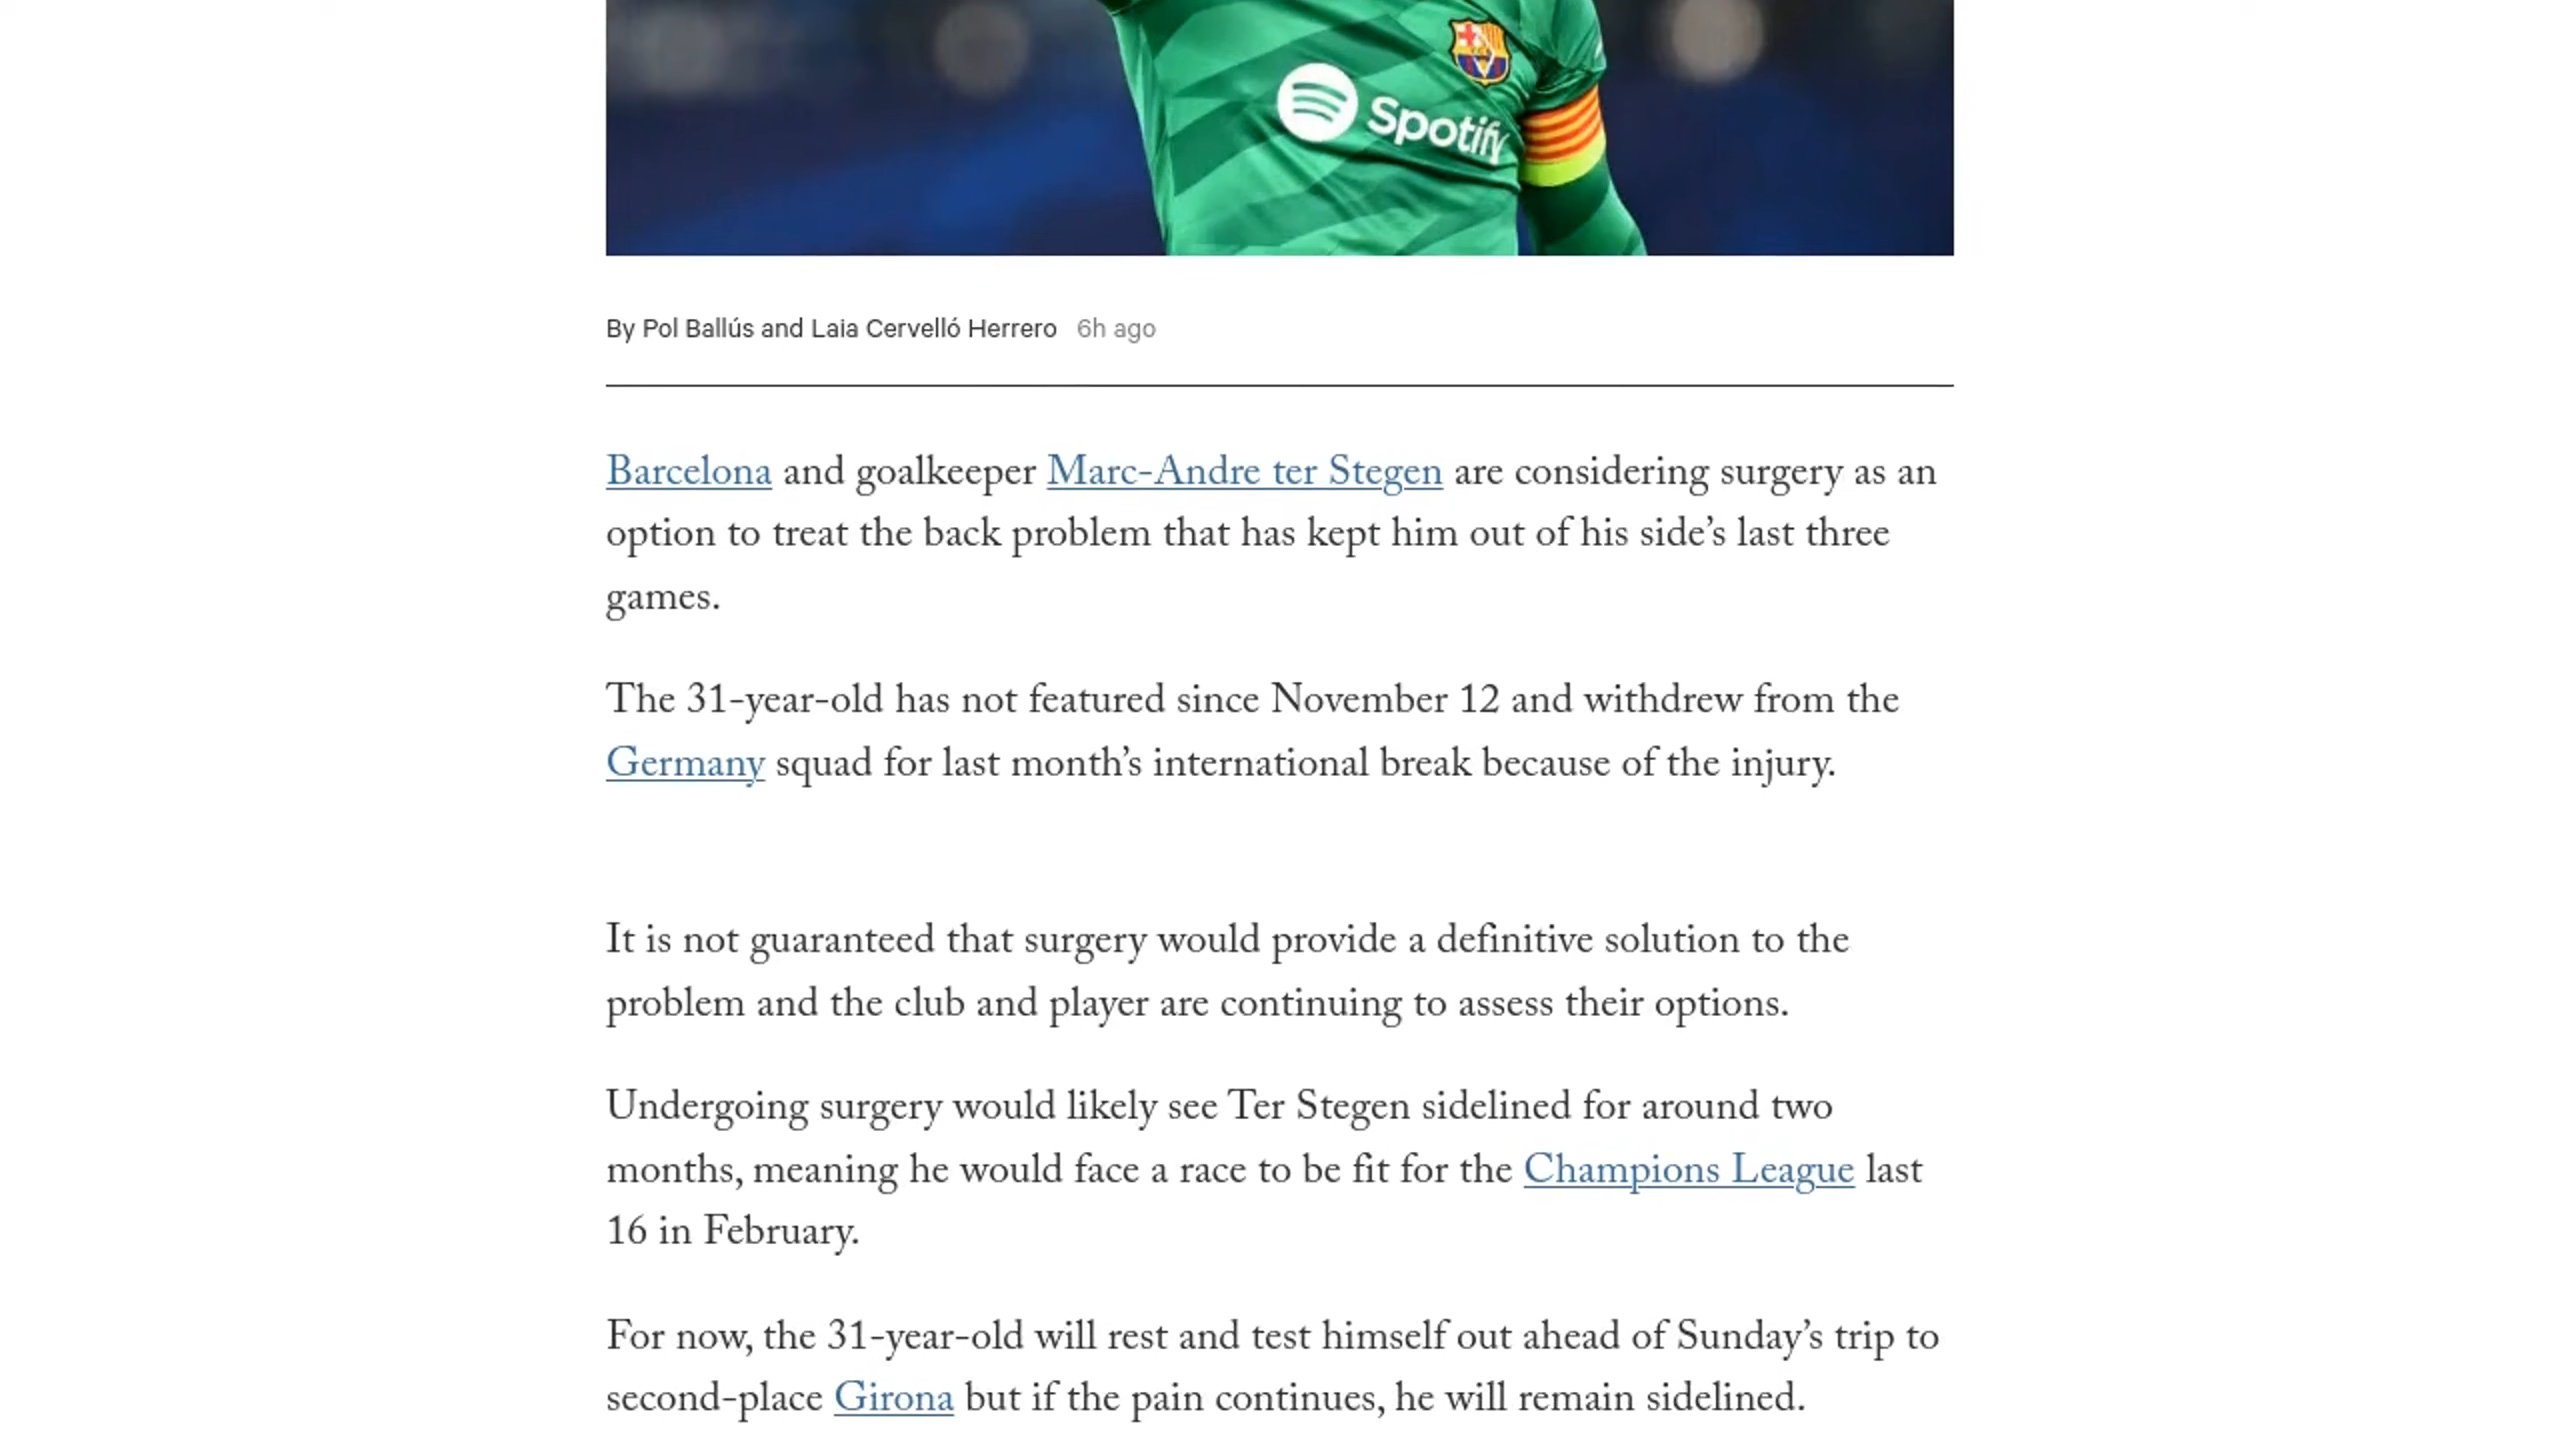 Spotify
By Pol Ballús and Laia Cervelló Herrero 6h ago
Barcelona and goalkeeper Marc-Andre ter Stegen are considering surgery as an
option to treat the back problem that has kept him out of his side’s last three
games.
The 31-year-old has not featured since November 12 and withdrew from the
Germany squad for last month’s international break because of the injury.
It is not guaranteed that surgery would provide a definitive solution to the
problem and the club and player are continuing to assess their options.
Undergoing surgery would likely see Ter Stegen sidelined for around two
months, meaning he would face a race to be fit for the Champions League last
16 in February.
For now, the 31-year-old will rest and test himself out ahead of Sunday’s trip to
second-place Girona but if the pain continues, he will remain sidelined.